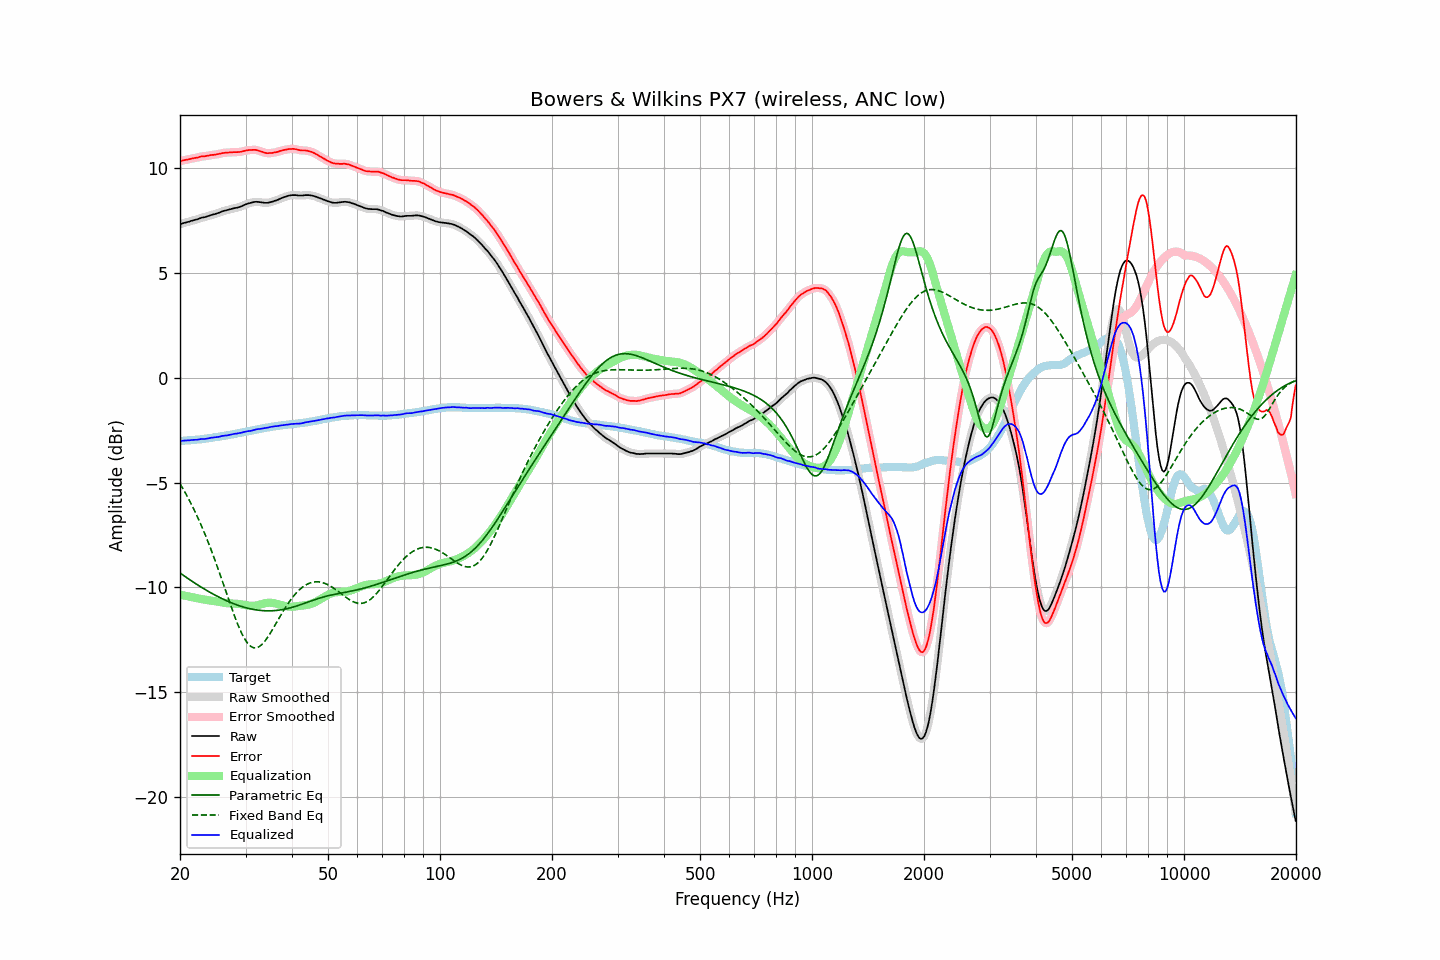 Bowers & Wilkins PX7 (wireless, ANC low)
Amplitude (dBr)
10
5
0
−5
−10
−15
−20
Target
Raw Smoothed
Error Smoothed
Raw
Error
Equalization
Parametric Eq
Fixed Band Eq
Equalized
20 50 100 200 500 1000 2000 5000 10000 20000
Frequency (Hz)